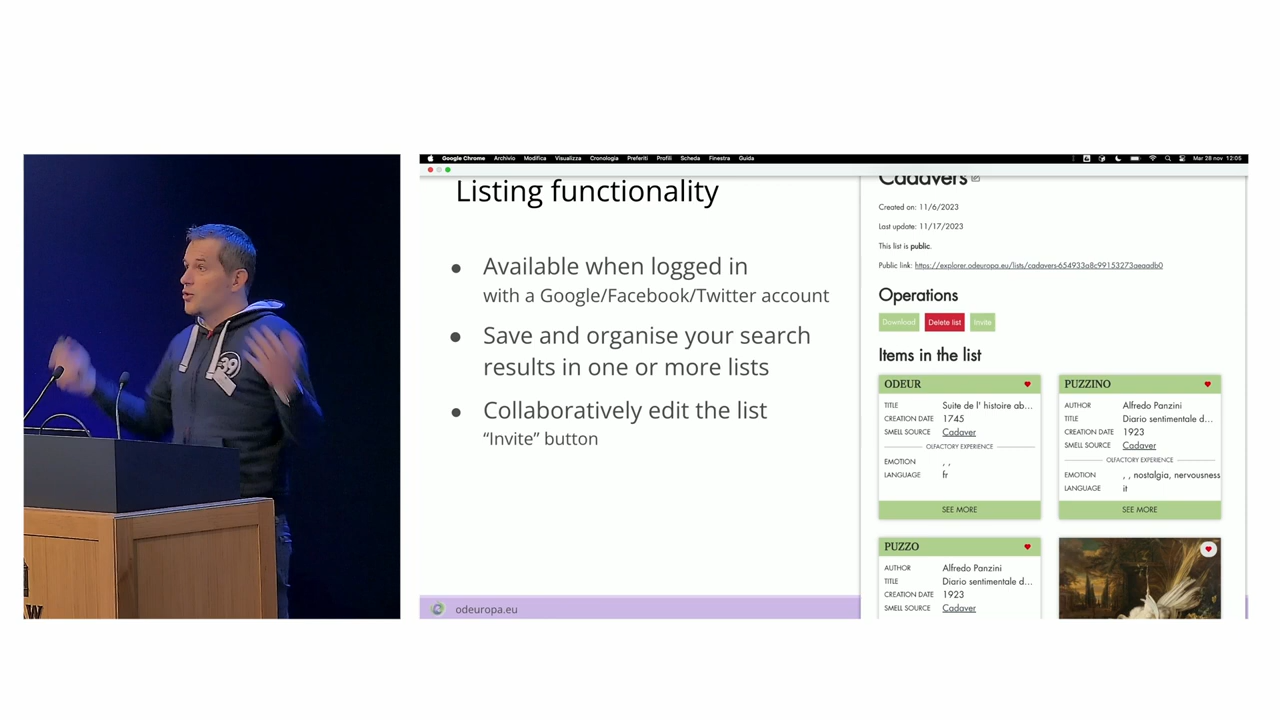 Google Chrome Archivio Modifica Visualizza Cronologia Preferiti Profili Scheda Finestra Guida Mar 28 nov 12:05
Listing functionality
● Available when logged in
with a Google/Facebook/Twitter account
● Save and organise your search
results in one or more lists
● Collaboratively edit the list
“Invite” button
odeuropa.eu
Cadavers
Created on: 11/6/2023
Last update: 11/17/2023
This list is public.
Public link: https://explorer.odeuropa.eu/lists/cadavers-654933a8c99153273aeaadb0
Operations
Download Delete list Invite
Items in the list
ODEUR
TITLE Suite de l' histoire ab...
CREATION DATE 1745
SMELL SOURCE Cadaver
OLFACTORY EXPERIENCE
EMOTION , ,
LANGUAGE fr
SEE MORE
PUZZINO
AUTHOR Alfredo Panzini
TITLE Diario sentimentale d...
CREATION DATE 1923
SMELL SOURCE Cadaver
OLFACTORY EXPERIENCE
EMOTION , , nostalgia, nervousness
LANGUAGE it
SEE MORE
PUZZO
AUTHOR Alfredo Panzini
TITLE Diario sentimentale d...
CREATION DATE 1923
SMELL SOURCE Cadaver
39
W